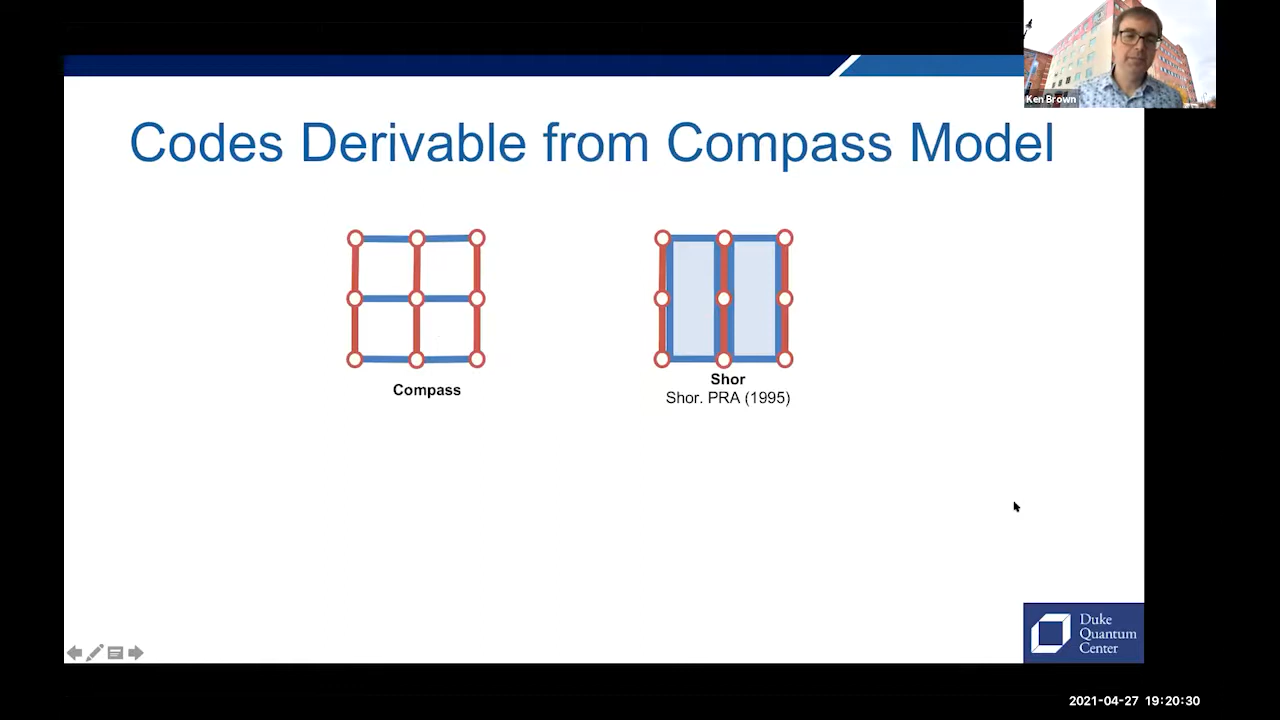 Ken Brown
Codes Derivable from Compass Model
Compass
Shor
Shor. PRA (1995)
Duke
Quantum
Center
2021-04-27 19:20:30